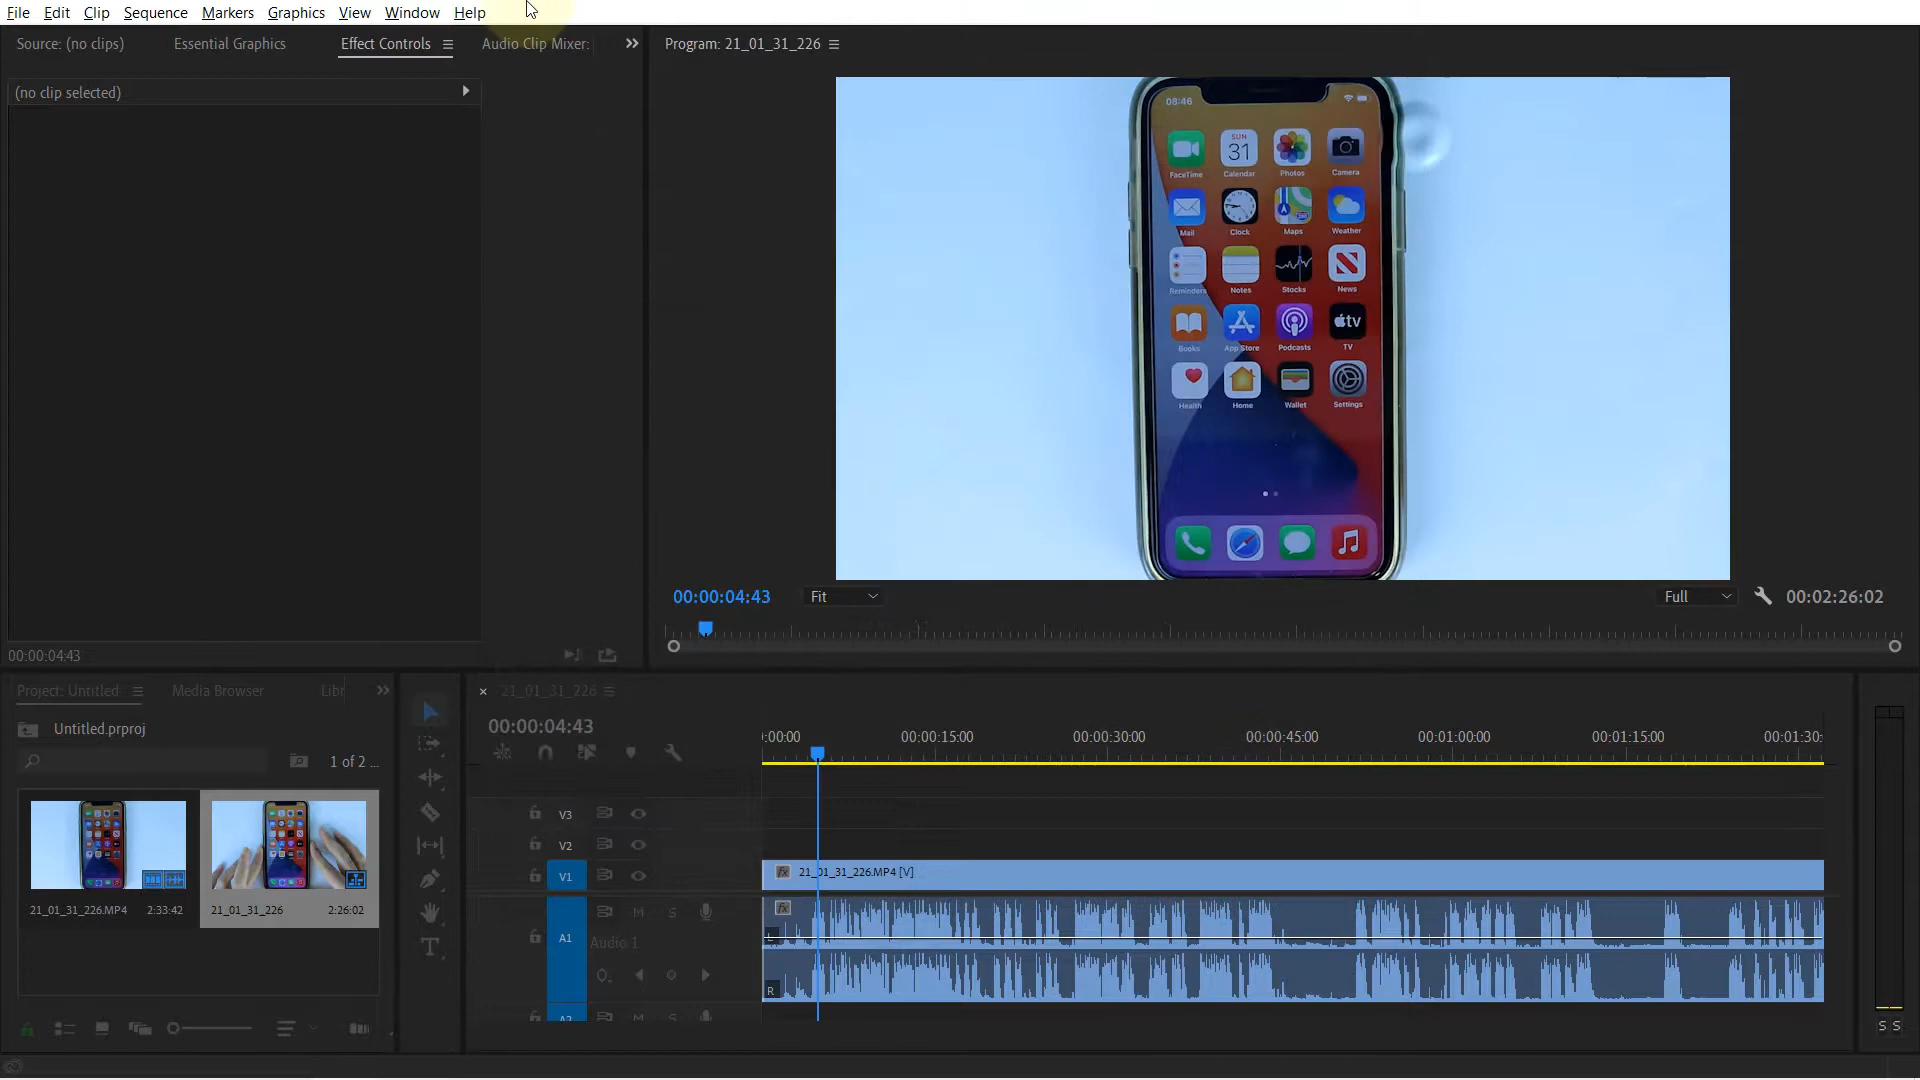 File Edit Clip Sequence Markers Graphics View Window Help
Source: (no clips) Essential Graphics Effect Controls Audio Clip Mixer:
Program: 21_01_31_226
(no clip selected)
08:46
SUN
31
FaceTime Calendar Photos Camera
Mail Clock Maps Weather
Reminders Notes Stocks News
tv
Books App Store Podcasts TV
Health Home Wallet Settings
00:00:04:43 Fit Full 00:02:26:02
00:00:04:43
Project: Untitled Media Browser Libr
Untitled.prproj
1 of 2 ...
21_01_31_226.MP4 2:33:42
21_01_31_226 2:26:02
× 21_01_31_226
00:00:04:43
:00:00 00:00:15:00 00:00:30:00 00:00:45:00 00:01:00:00 00:01:15:00 00:01:30:
V3
V2
V1 fx 21_01_31_226.MP4 [V]
M S fx
A1 Audio 1 L
R
A2 M S
S S